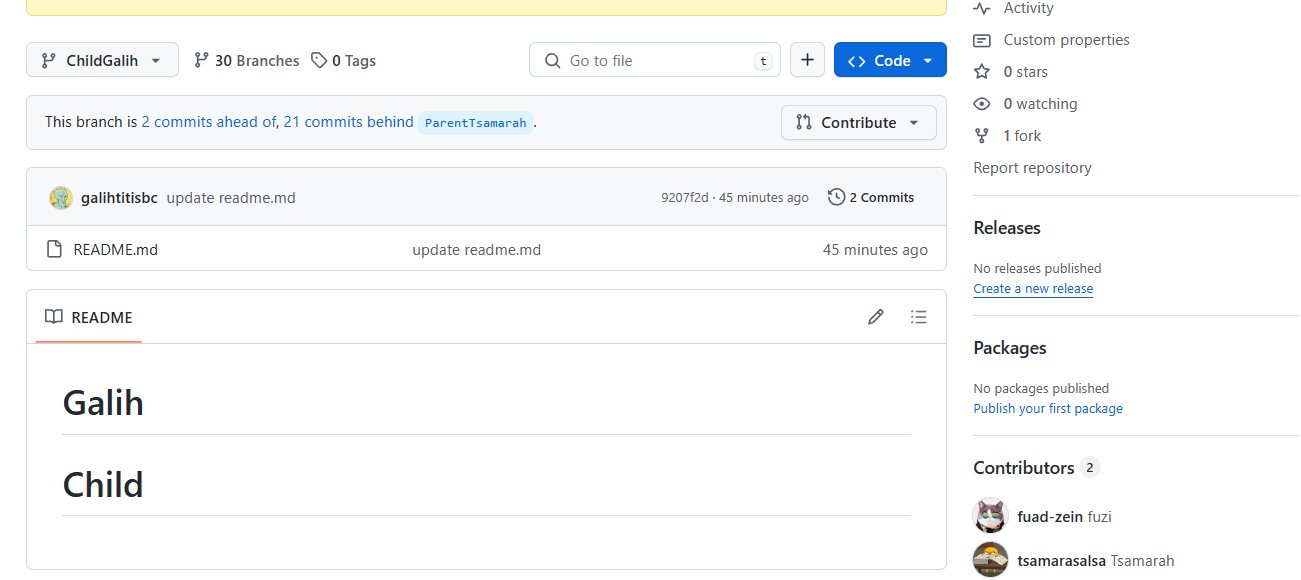 ChildGalih
30 Branches
0 Tags
Go to file
t
+
Code
This branch is 2 commits ahead of, 21 commits behind ParentTsamarah.
Contribute
galihtitisbc update readme.md
9207f2d · 45 minutes ago
2 Commits
README.md
update readme.md
45 minutes ago
README
Galih
Child
Activity
Custom properties
0 stars
0 watching
1 fork
Report repository
Releases
No releases published
Create a new release
Packages
No packages published
Publish your first package
Contributors 2
fuad-zein fuzi
tsamarasalsa Tsamarah